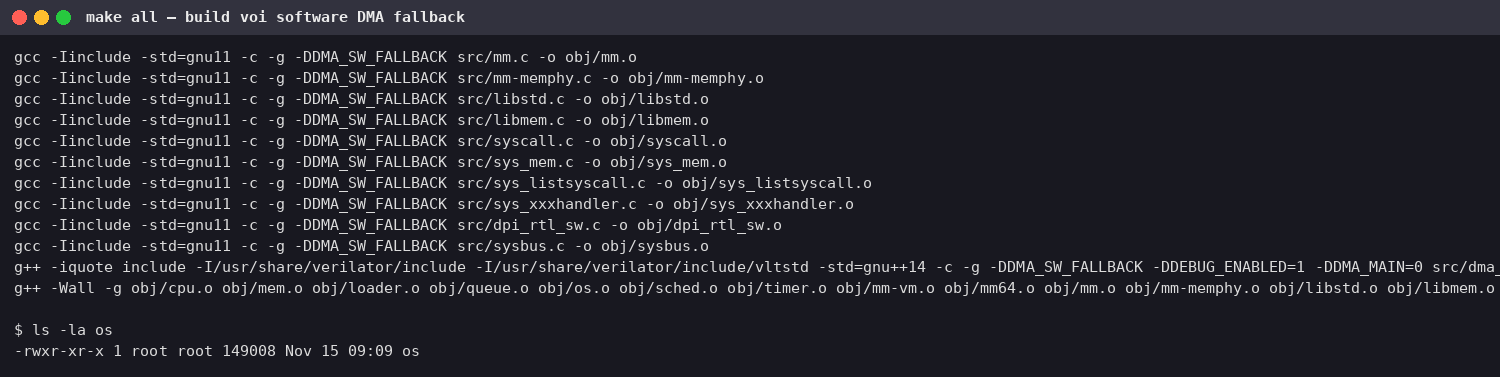 make all — build voi software DMA fallback
gcc -Iinclude -std=gnu11 -c -g -DDMA_SW_FALLBACK src/mm.c -o obj/mm.o
gcc -Iinclude -std=gnu11 -c -g -DDMA_SW_FALLBACK src/mm-memphy.c -o obj/mm-memphy.o
gcc -Iinclude -std=gnu11 -c -g -DDMA_SW_FALLBACK src/libstd.c -o obj/libstd.o
gcc -Iinclude -std=gnu11 -c -g -DDMA_SW_FALLBACK src/libmem.c -o obj/libmem.o
gcc -Iinclude -std=gnu11 -c -g -DDMA_SW_FALLBACK src/syscall.c -o obj/syscall.o
gcc -Iinclude -std=gnu11 -c -g -DDMA_SW_FALLBACK src/sys_mem.c -o obj/sys_mem.o
gcc -Iinclude -std=gnu11 -c -g -DDMA_SW_FALLBACK src/sys_listsyscall.c -o obj/sys_listsyscall.o
gcc -Iinclude -std=gnu11 -c -g -DDMA_SW_FALLBACK src/sys_xxxhandler.c -o obj/sys_xxxhandler.o
gcc -Iinclude -std=gnu11 -c -g -DDMA_SW_FALLBACK src/dpi_rtl_sw.c -o obj/dpi_rtl_sw.o
gcc -Iinclude -std=gnu11 -c -g -DDMA_SW_FALLBACK src/sysbus.c -o obj/sysbus.o
g++ -iquote include -I/usr/share/verilator/include -I/usr/share/verilator/include/vltstd -std=gnu++14 -c -g -DDMA_SW_FALLBACK -DDEBUG_ENABLED=1 -DDMA_MAIN=0 src/dma_
g++ -Wall -g obj/cpu.o obj/mem.o obj/loader.o obj/queue.o obj/os.o obj/sched.o obj/timer.o obj/mm-vm.o obj/mm64.o obj/mm.o obj/mm-memphy.o obj/libstd.o obj/libmem.o
$ ls -la os
-rwxr-xr-x 1 root root 149008 Nov 15 09:09 os